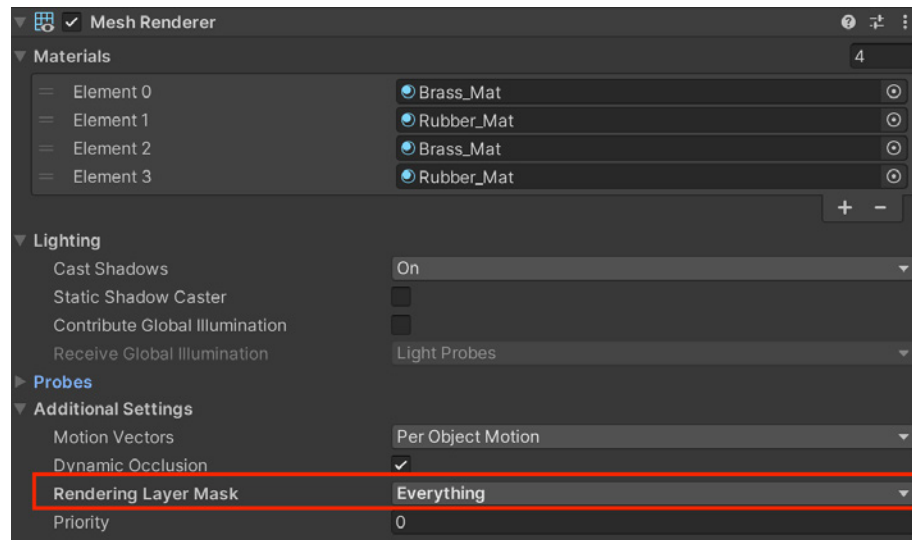 Mesh Renderer
Materials 4
Element 0 Brass_Mat
Element 1 Rubber_Mat
Element 2 Brass_Mat
Element 3 Rubber_Mat
+ −
Lighting
Cast Shadows On
Static Shadow Caster
Contribute Global Illumination
Receive Global Illumination Light Probes
Probes
Additional Settings
Motion Vectors Per Object Motion
Dynamic Occlusion
Rendering Layer Mask Everything
Priority 0